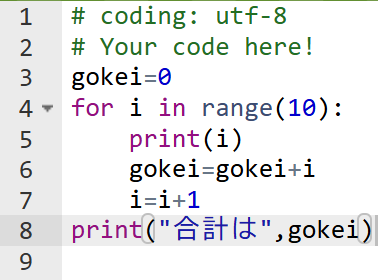 1 # coding: utf-8
2 # Your code here!
3 gokei=0
4 for i in range(10):
5     print(i)
6     gokei=gokei+i
7     i=i+1
8 print("合計は",gokei)
9